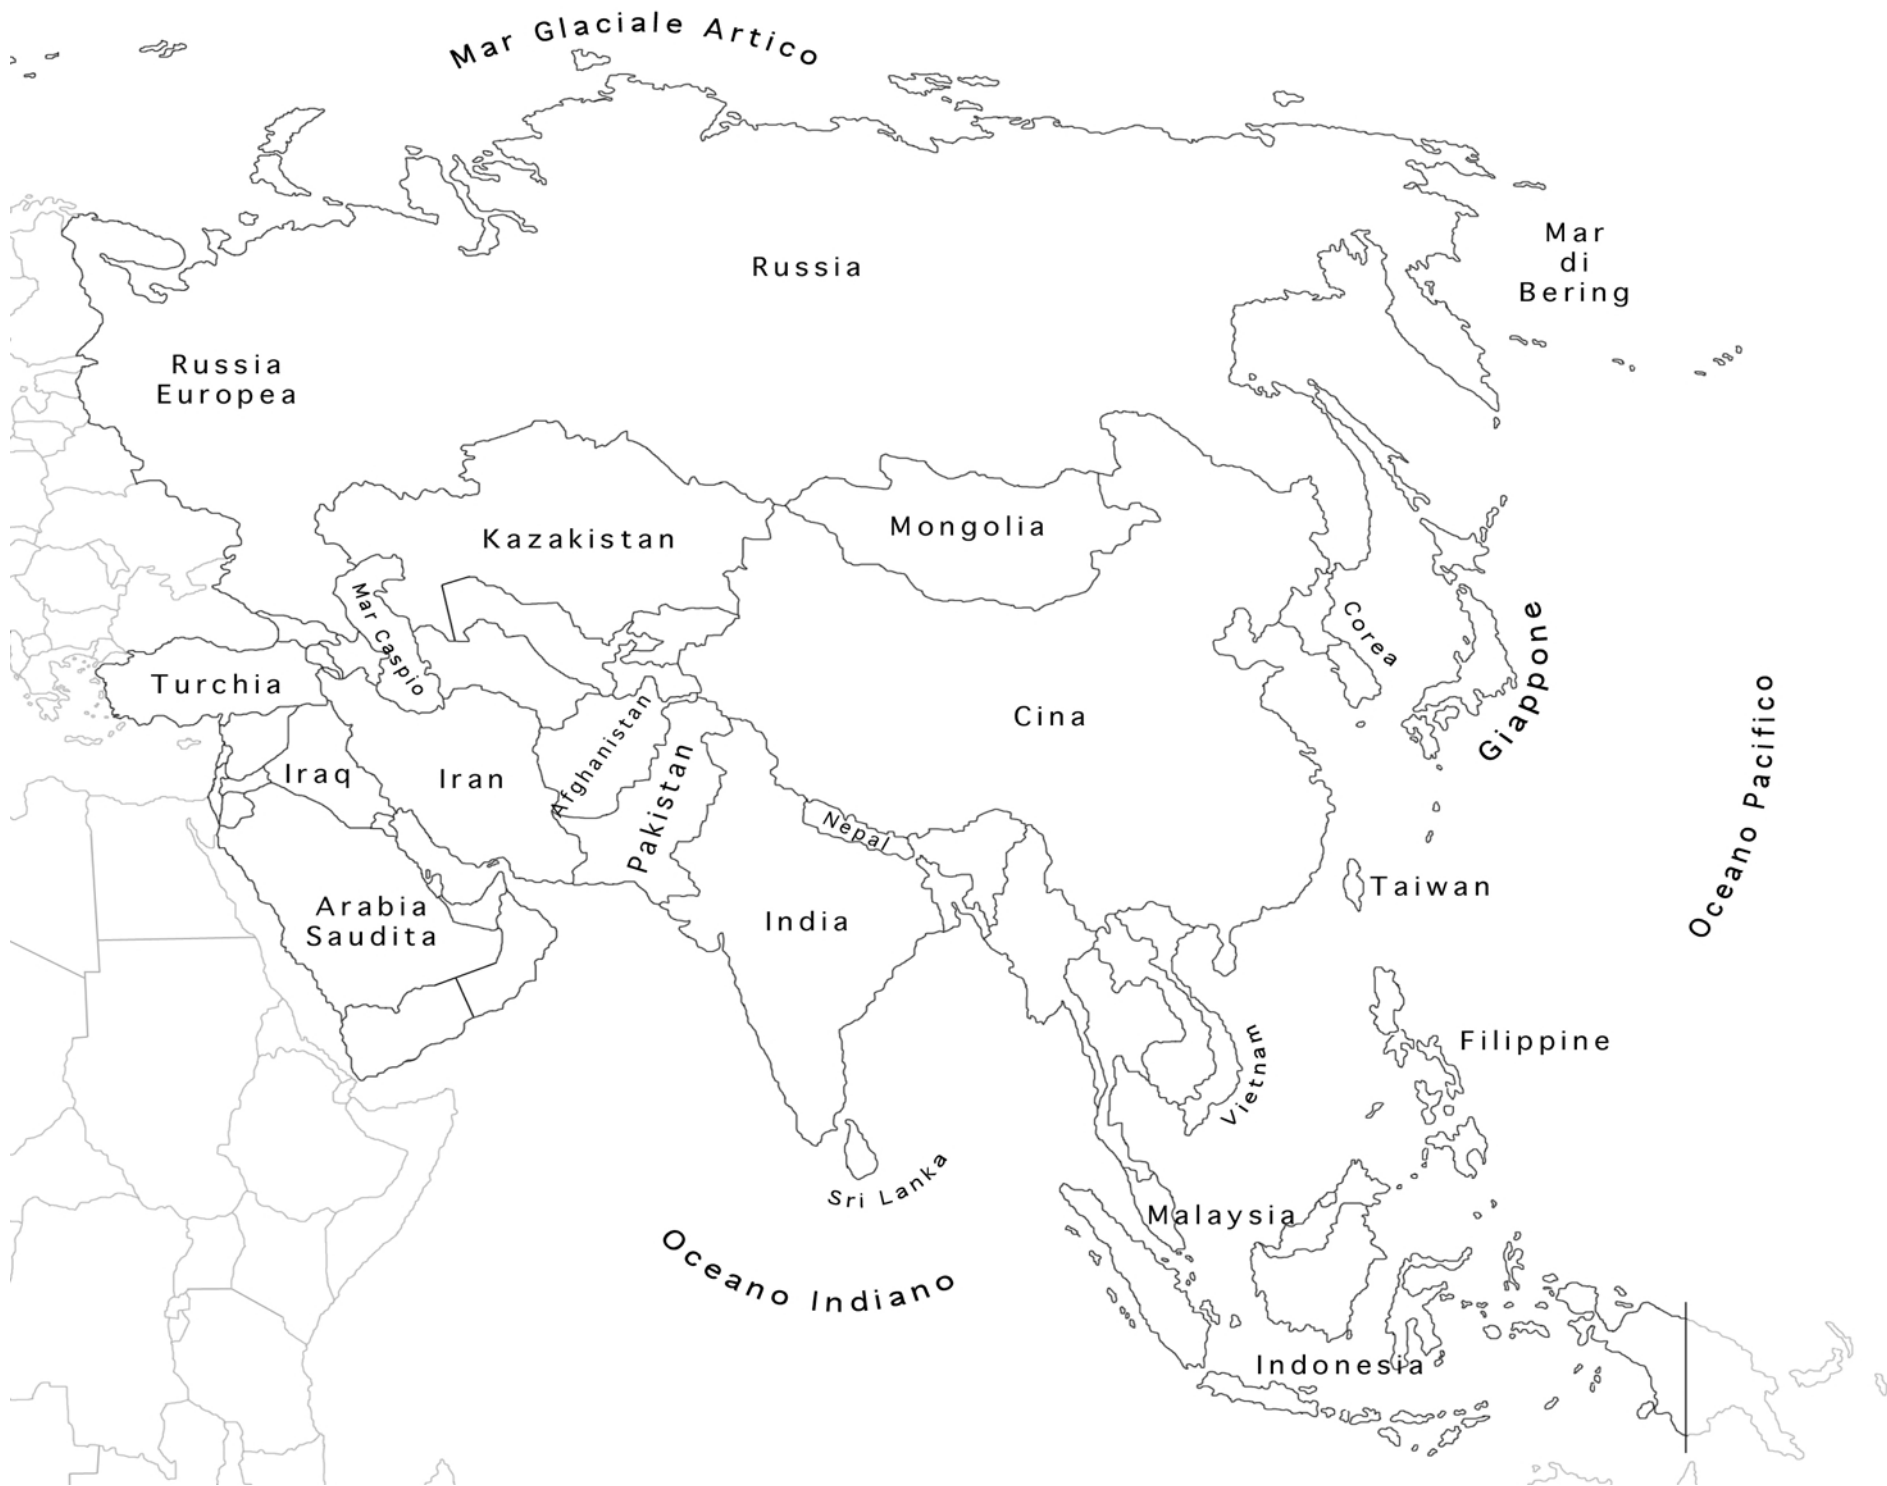 Mar Glaciale Artico
Mar
di
Bering
Russia
Russia
Europea
Kazakistan
Mongolia
Mar Caspio
Corea
Giappone
Turchia
Cina
Oceano Pacifico
Afghanistan
Iraq
Iran
Pakistan
Nepal
Taiwan
Arabia
Saudita
India
Filippine
Vietnam
Sri Lanka
Malaysia
Oceano Indiano
Indonesia